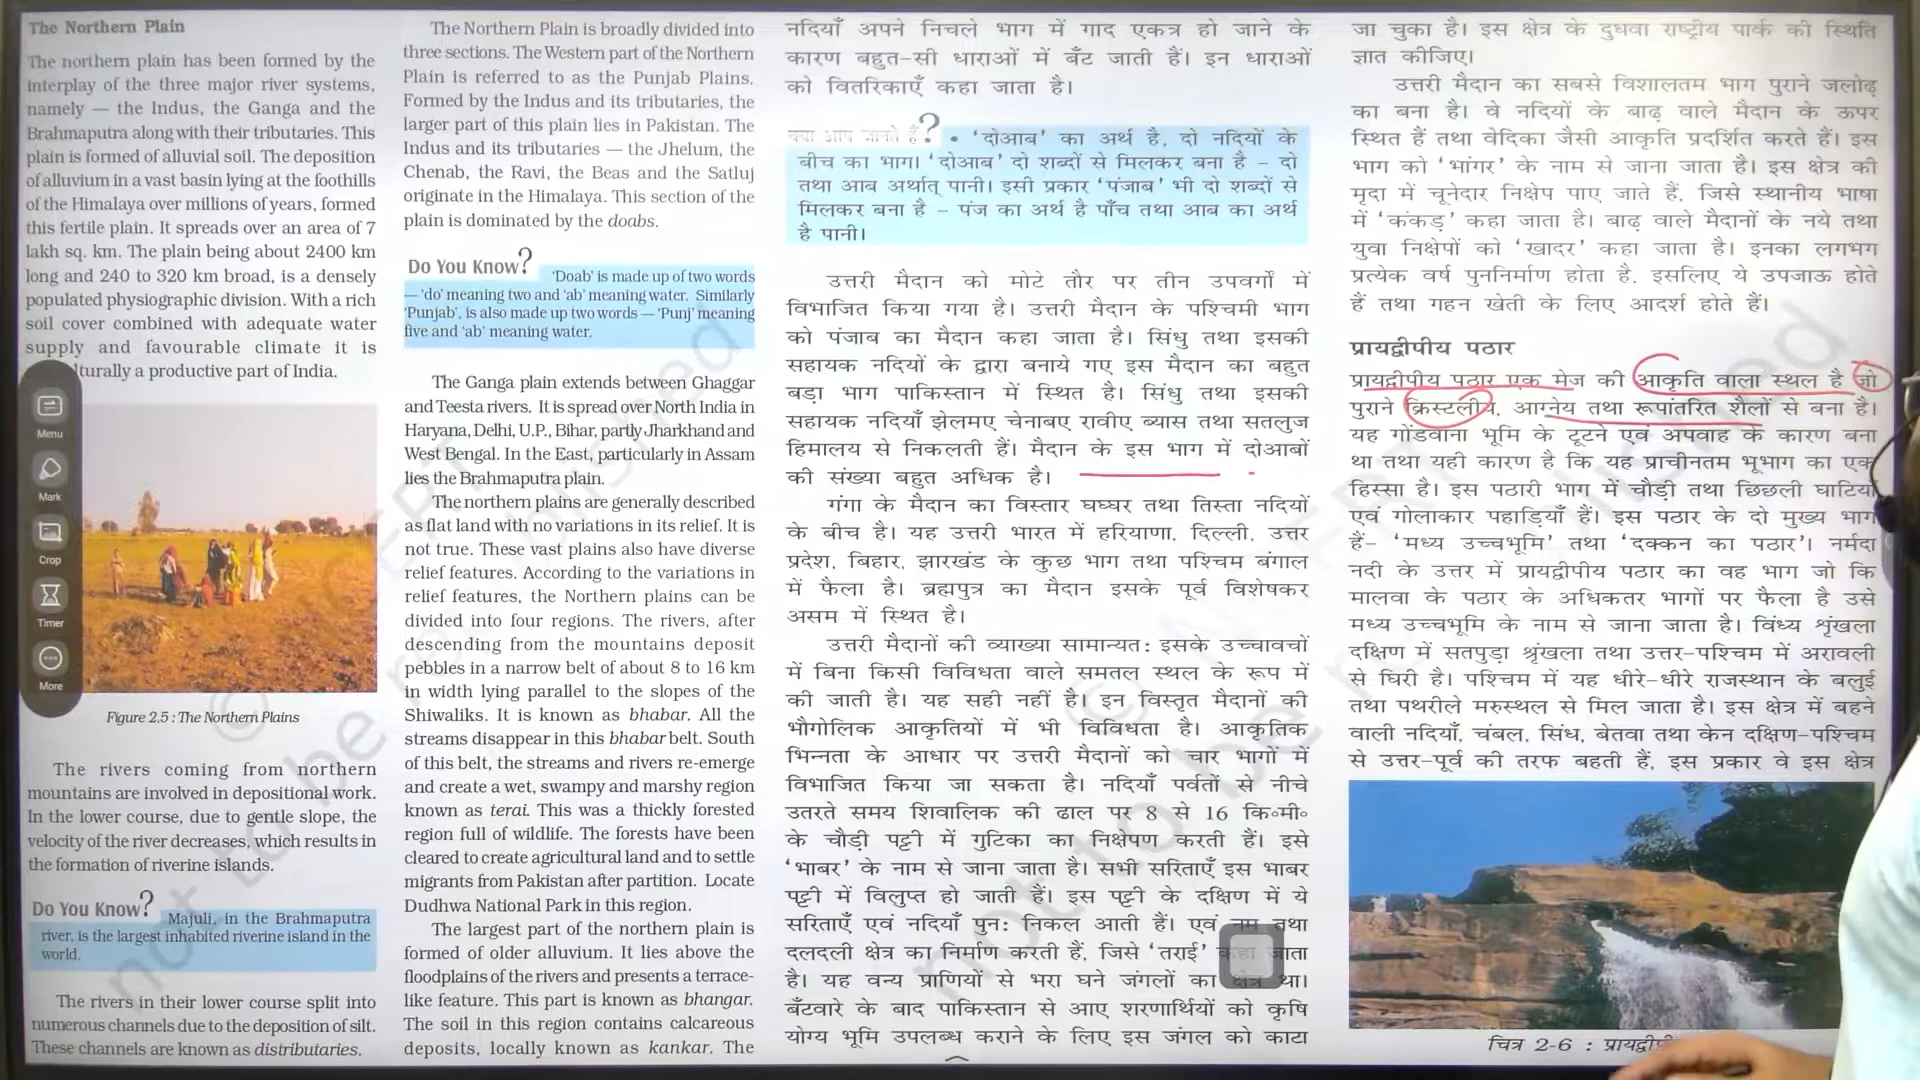 The Northern Plain
The northern plain has been formed by the
interplay of the three major river systems,
namely — the Indus, the Ganga and the
Brahmaputra along with their tributaries. This
plain is formed of alluvial soil. The deposition
of alluvium in a vast basin lying at the foothills
of the Himalaya over millions of years, formed
this fertile plain. It spreads over an area of 7
lakh sq. km. The plain being about 2400 km
long and 240 to 320 km broad, is a densely
populated physiographic division. With a rich
soil cover combined with adequate water
supply and favourable climate it is
lturally a productive part of India.
Menu
Mark
Crop
Timer
More
Figure 2.5 : The Northern Plains
The rivers coming from northern
mountains are involved in depositional work.
In the lower course, due to gentle slope, the
velocity of the river decreases, which results in
the formation of riverine islands.
Do You Know?
Majuli, in the Brahmaputra
river, is the largest inhabited riverine island in the
world.
The rivers in their lower course split into
numerous channels due to the deposition of silt.
These channels are known as distributaries.
The Northern Plain is broadly divided into
three sections. The Western part of the Northern
Plain is referred to as the Punjab Plains.
Formed by the Indus and its tributaries, the
larger part of this plain lies in Pakistan. The
Indus and its tributaries — the Jhelum, the
Chenab, the Ravi, the Beas and the Satluj
originate in the Himalaya. This section of the
plain is dominated by the doabs.
Do You Know?
'Doab' is made up of two words
— 'do' meaning two and 'ab' meaning water. Similarly
'Punjab', is also made up two words — 'Punj' meaning
five and 'ab' meaning water.
The Ganga plain extends between Ghaggar
and Teesta rivers. It is spread over North India in
Haryana, Delhi, U.P., Bihar, partly Jharkhand and
West Bengal. In the East, particularly in Assam
lies the Brahmaputra plain.
The northern plains are generally described
as flat land with no variations in its relief. It is
not true. These vast plains also have diverse
relief features. According to the variations in
relief features, the Northern plains can be
divided into four regions. The rivers, after
descending from the mountains deposit
pebbles in a narrow belt of about 8 to 16 km
in width lying parallel to the slopes of the
Shiwaliks. It is known as bhabar. All the
streams disappear in this bhabar belt. South
of this belt, the streams and rivers re-emerge
and create a wet, swampy and marshy region
known as terai. This was a thickly forested
region full of wildlife. The forests have been
cleared to create agricultural land and to settle
migrants from Pakistan after partition. Locate
Dudhwa National Park in this region.
The largest part of the northern plain is
formed of older alluvium. It lies above the
floodplains of the rivers and presents a terrace-
like feature. This part is known as bhangar.
The soil in this region contains calcareous
deposits, locally known as kankar. The
नदियाँ अपने निचले भाग में गाद एकत्र हो जाने के
कारण बहुत-सी धाराओं में बँट जाती हैं। इन धाराओं
को वितरिकाएँ कहा जाता है।
क्या आप जानते हैं?
• 'दोआब' का अर्थ है, दो नदियों के
बीच का भाग। 'दोआब' दो शब्दों से मिलकर बना है – दो
तथा आब अर्थात् पानी। इसी प्रकार 'पंजाब' भी दो शब्दों से
मिलकर बना है – पंज का अर्थ है पाँच तथा आब का अर्थ
है पानी।
उत्तरी मैदान को मोटे तौर पर तीन उपवर्गों में
विभाजित किया गया है। उत्तरी मैदान के पश्चिमी भाग
को पंजाब का मैदान कहा जाता है। सिंधु तथा इसकी
सहायक नदियों के द्वारा बनाये गए इस मैदान का बहुत
बड़ा भाग पाकिस्तान में स्थित है। सिंधु तथा इसकी
सहायक नदियाँ झेलमए चेनाबए रावीए ब्यास तथा सतलुज
हिमालय से निकलती हैं। मैदान के इस भाग में दोआबों
की संख्या बहुत अधिक है।
गंगा के मैदान का विस्तार घघ्घर तथा तिस्ता नदियों
के बीच है। यह उत्तरी भारत में हरियाणा, दिल्ली, उत्तर
प्रदेश, बिहार, झारखंड के कुछ भाग तथा पश्चिम बंगाल
में फैला है। ब्रह्मपुत्र का मैदान इसके पूर्व विशेषकर
असम में स्थित है।
उत्तरी मैदानों की व्याख्या सामान्यत: इसके उच्चावचों
में बिना किसी विविधता वाले समतल स्थल के रूप में
की जाती है। यह सही नहीं है। इन विस्तृत मैदानों की
भौगोलिक आकृतियों में भी विविधता है। आकृतिक
भिन्नता के आधार पर उत्तरी मैदानों को चार भागों में
विभाजित किया जा सकता है। नदियाँ पर्वतों से नीचे
उतरते समय शिवालिक की ढाल पर 8 से 16 कि॰मी॰
के चौड़ी पट्टी में गुटिका का निक्षेपण करती हैं। इसे
'भाबर' के नाम से जाना जाता है। सभी सरिताएँ इस भाबर
पट्टी में विलुप्त हो जाती हैं। इस पट्टी के दक्षिण में ये
सरिताएँ एवं नदियाँ पुन: निकल आती हैं। एवं नम तथा
दलदली क्षेत्र का निर्माण करती हैं, जिसे 'तराई' कहा जाता
है। यह वन्य प्राणियों से भरा घने जंगलों का क्षेत्र था।
बँटवारे के बाद पाकिस्तान से आए शरणार्थियों को कृषि
योग्य भूमि उपलब्ध कराने के लिए इस जंगल को काटा
जा चुका है। इस क्षेत्र के दुधवा राष्ट्रीय पार्क की स्थिति
ज्ञात कीजिए।
उत्तरी मैदान का सबसे विशालतम भाग पुराने जलोढ़
का बना है। वे नदियों के बाढ़ वाले मैदान के ऊपर
स्थित हैं तथा वेदिका जैसी आकृति प्रदर्शित करते हैं। इस
भाग को 'भांगर' के नाम से जाना जाता है। इस क्षेत्र की
मृदा में चूनेदार निक्षेप पाए जाते हैं, जिसे स्थानीय भाषा
में 'कंकड़' कहा जाता है। बाढ़ वाले मैदानों के नये तथा
युवा निक्षेपों को 'खादर' कहा जाता है। इनका लगभग
प्रत्येक वर्ष पुननिर्माण होता है, इसलिए ये उपजाऊ होते
हैं तथा गहन खेती के लिए आदर्श होते हैं।
प्रायद्वीपीय पठार
प्रायद्वीपीय पठार एक मेज की आकृति वाला स्थल है जो
पुराने क्रिस्टलीय, आग्नेय तथा रूपांतरित शैलों से बना है।
यह गोंडवाना भूमि के टूटने एवं अपवाह के कारण बना
था तथा यही कारण है कि यह प्राचीनतम भूभाग का एक
हिस्सा है। इस पठारी भाग में चौड़ी तथा छिछली घाटियाँ
एवं गोलाकार पहाड़ियाँ हैं। इस पठार के दो मुख्य भाग
हैं– 'मध्य उच्चभूमि' तथा 'दक्कन का पठार'। नर्मदा
नदी के उत्तर में प्रायद्वीपीय पठार का वह भाग जो कि
मालवा के पठार के अधिकतर भागों पर फैला है उसे
मध्य उच्चभूमि के नाम से जाना जाता है। विंध्य शृंखला
दक्षिण में सतपुड़ा श्रृंखला तथा उत्तर-पश्चिम में अरावली
से घिरी है। पश्चिम में यह धीरे-धीरे राजस्थान के बलुई
तथा पथरीले मरुस्थल से मिल जाता है। इस क्षेत्र में बहने
वाली नदियाँ, चंबल, सिंध, बेतवा तथा केन दक्षिण-पश्चिम
से उत्तर-पूर्व की तरफ बहती हैं, इस प्रकार वे इस क्षेत्र
चित्र 2-6 :